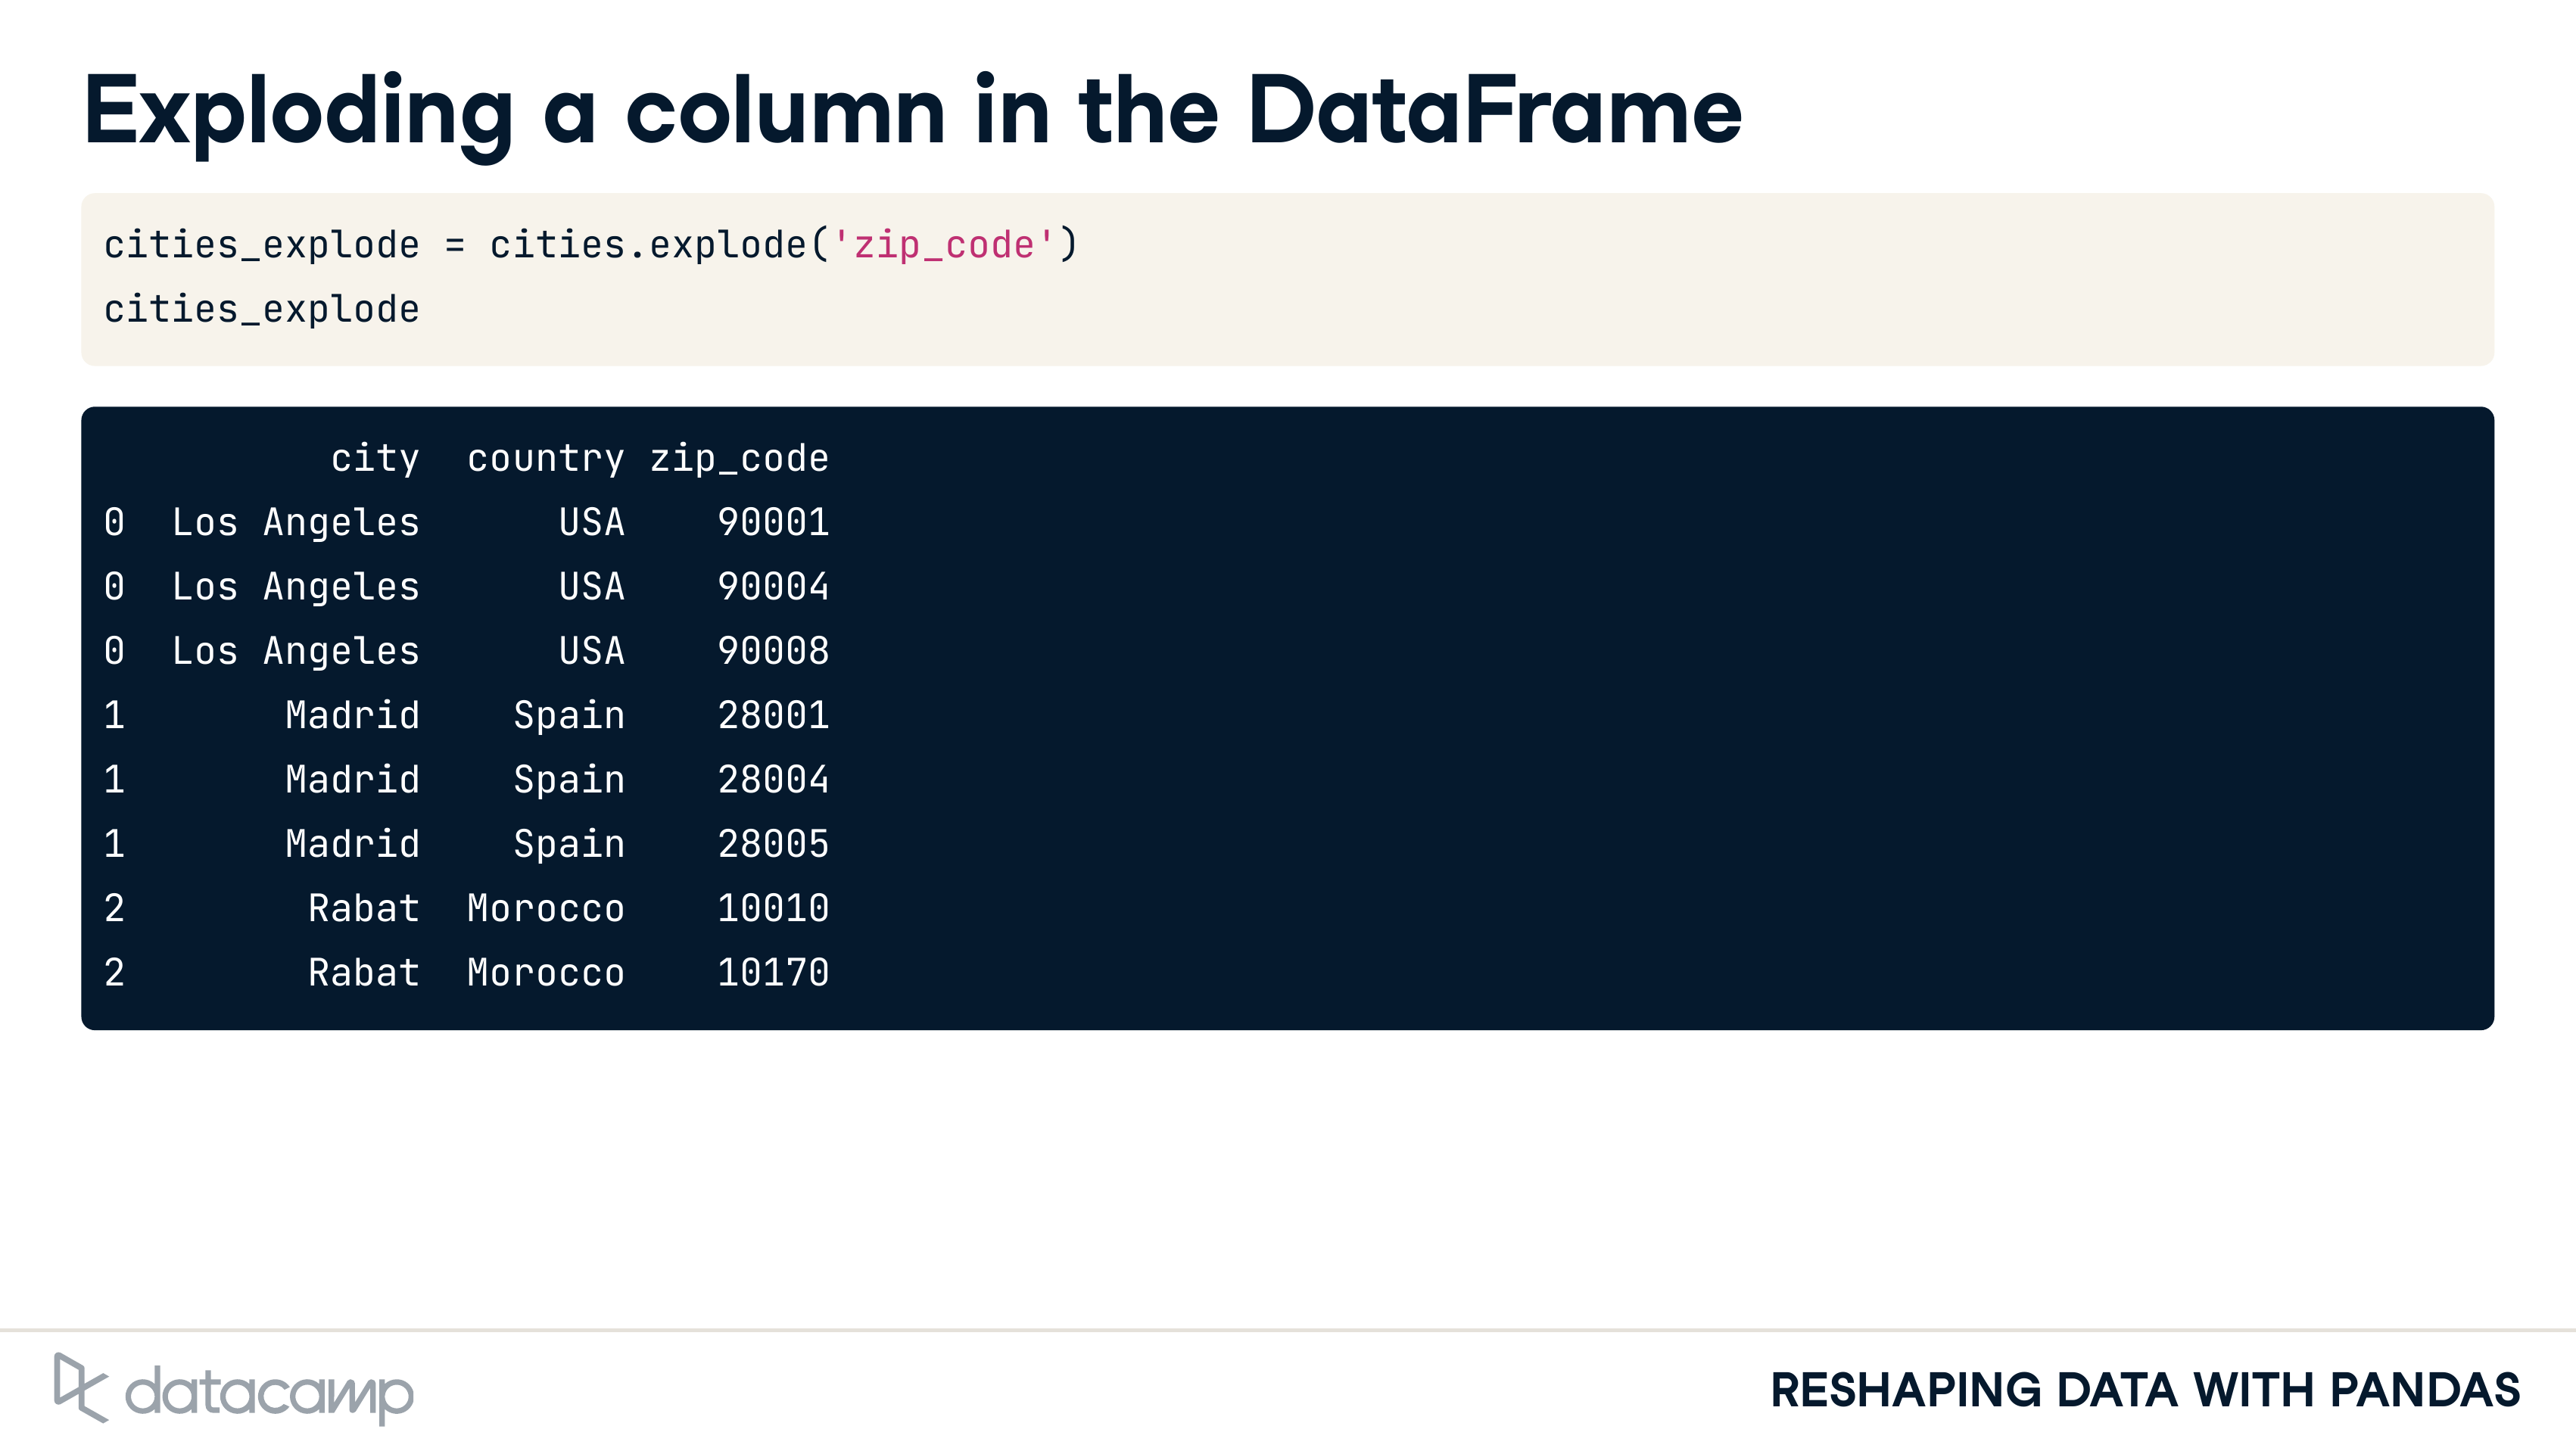 Exploding a column in the DataFrame
cities_explode = cities.explode('zip_code')
cities_explode
city country zip_code
0 Los Angeles USA 90001
0 Los Angeles USA 90004
0 Los Angeles USA 90008
1 Madrid Spain 28001
1 Madrid Spain 28004
1 Madrid Spain 28005
2 Rabat Morocco 10010
2 Rabat Morocco 10170
datacamp
RESHAPING DATA WITH PANDAS